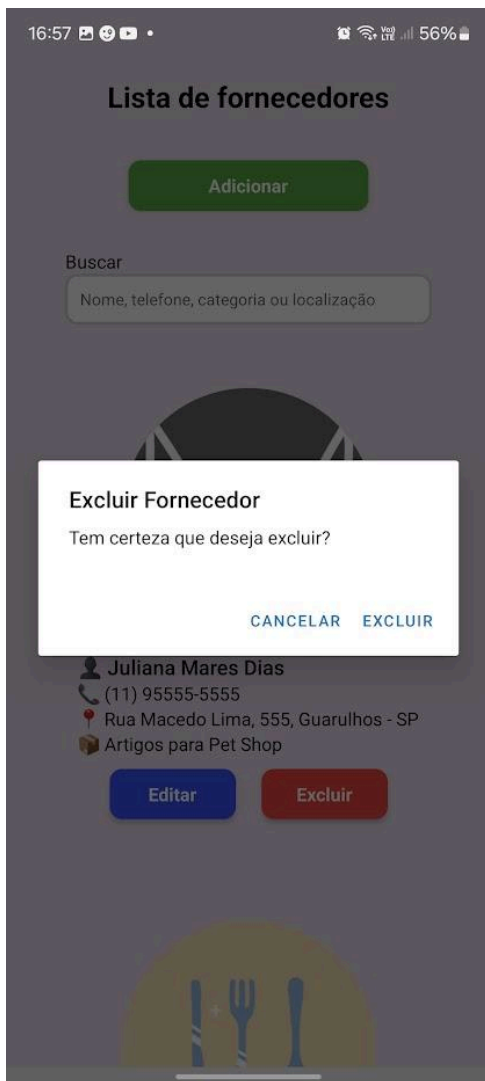 16:57
Vo))
LTE
56%
Lista de fornecedores
Adicionar
Buscar
Nome, telefone, categoria ou localização
Excluir Fornecedor
Tem certeza que deseja excluir?
CANCELAR EXCLUIR
Juliana Mares Dias
(11) 95555-5555
Rua Macedo Lima, 555, Guarulhos - SP
Artigos para Pet Shop
Editar Excluir